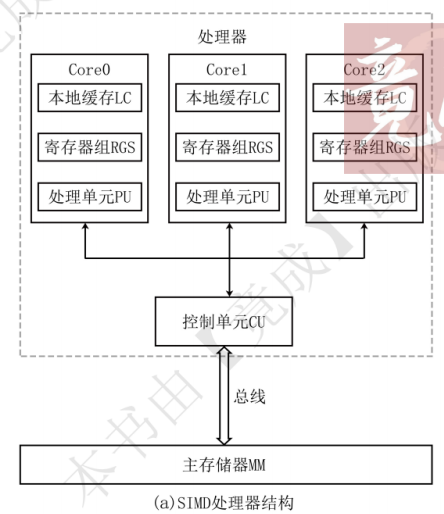 处理器
Core0
本地缓存LC
寄存器组RGS
处理单元PU
Core1
本地缓存LC
寄存器组RGS
处理单元PU
Core2
本地缓存LC
寄存器组RGS
处理单元PU
控制单元CU
总线
主存储器MM
(a)SIMD处理器结构
本书由【竟成】出
竟